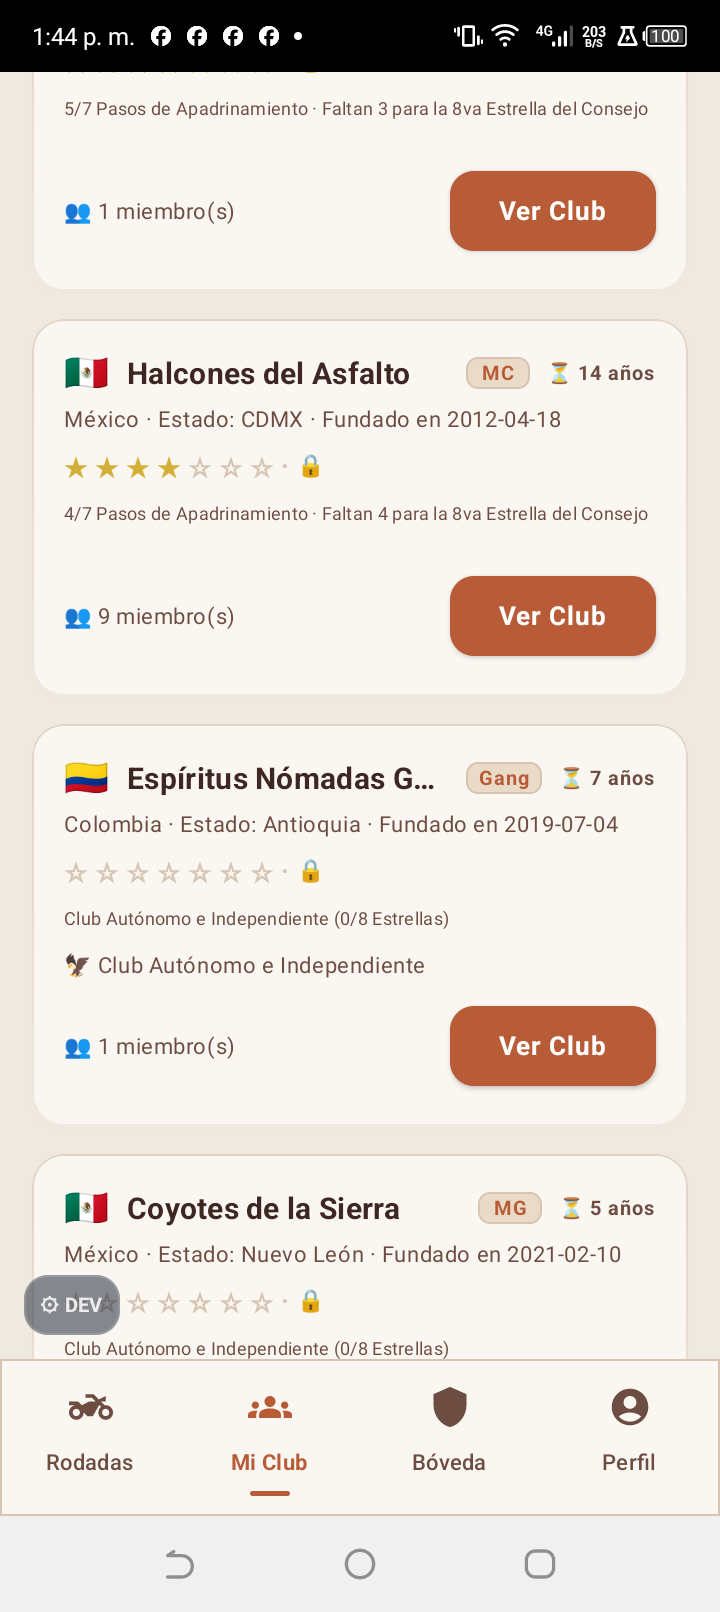 1:44 p. m. 4G 203 B/S 100
5/7 Pasos de Apadrinamiento · Faltan 3 para la 8va Estrella del Consejo
👥 1 miembro(s) Ver Club
🇲🇽 Halcones del Asfalto MC ⏳ 14 años
México · Estado: CDMX · Fundado en 2012-04-18
★ ★ ★ ★ ☆ ☆ ☆ · 🔒
4/7 Pasos de Apadrinamiento · Faltan 4 para la 8va Estrella del Consejo
👥 9 miembro(s) Ver Club
🇨🇴 Espíritus Nómadas G... Gang ⏳ 7 años
Colombia · Estado: Antioquia · Fundado en 2019-07-04
☆ ☆ ☆ ☆ ☆ ☆ ☆ · 🔒
Club Autónomo e Independiente (0/8 Estrellas)
🦅 Club Autónomo e Independiente
👥 1 miembro(s) Ver Club
🇲🇽 Coyotes de la Sierra MG ⏳ 5 años
México · Estado: Nuevo León · Fundado en 2021-02-10
⚙ DEV ☆ ☆ ☆ ☆ ☆ · 🔒
Club Autónomo e Independiente (0/8 Estrellas)
Rodadas Mi Club Bóveda Perfil